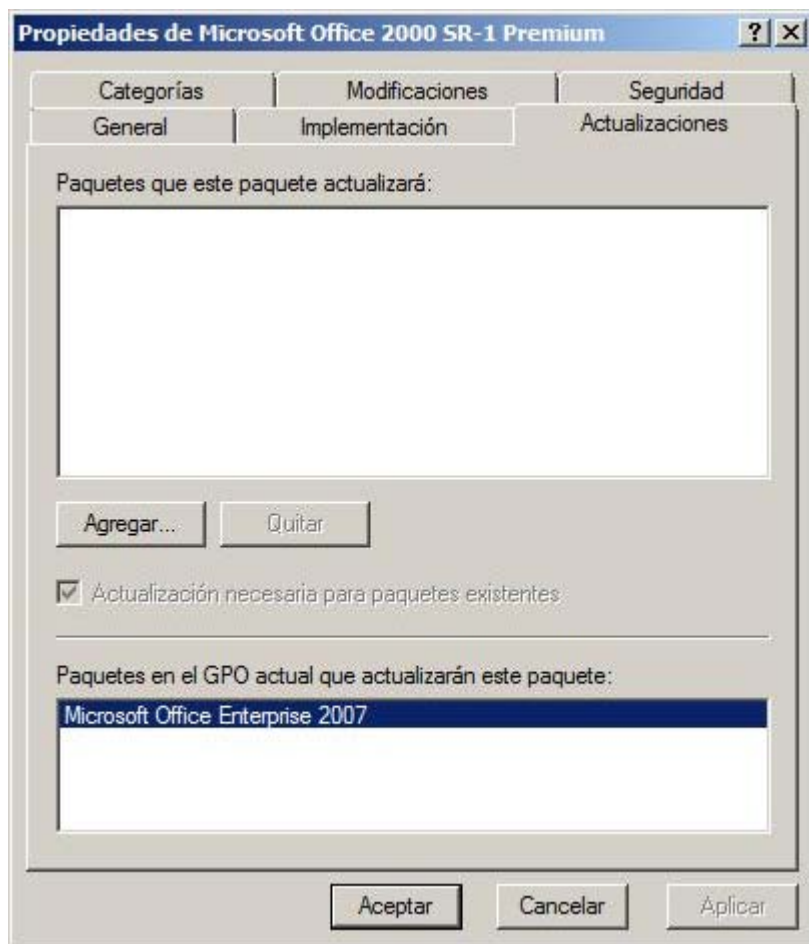 Propiedades de Microsoft Office 2000 SR-1 Premium
Categorías Modificaciones Seguridad
General Implementación Actualizaciones
Paquetes que este paquete actualizará:
Agregar... Quitar
Actualización necesaria para paquetes existentes
Paquetes en el GPO actual que actualizarán este paquete:
Microsoft Office Enterprise 2007
Aceptar Cancelar Aplicar